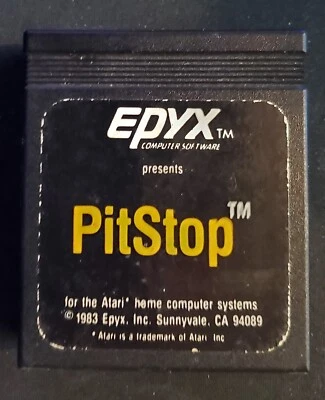 EPYX™
COMPUTER SOFTWARE
presents
PitStop™
for the Atari* home computer systems
© 1983 Epyx, Inc. Sunnyvale, CA 94089
* Atari is a trademark of Atari, Inc